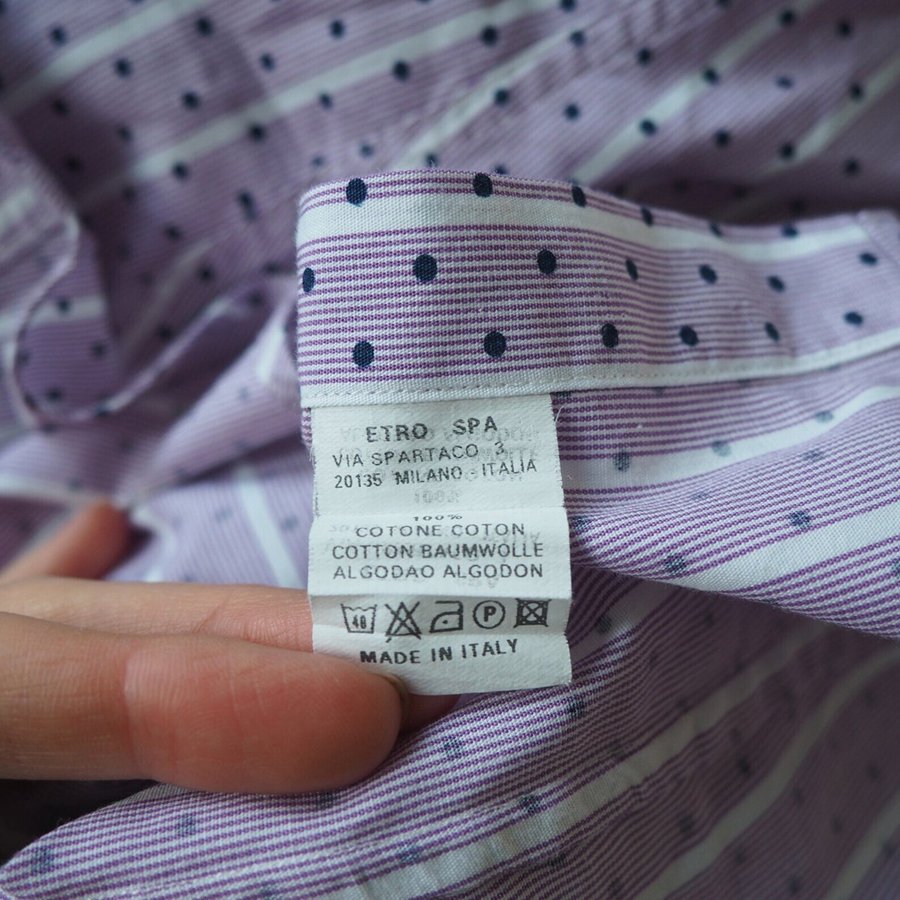 ETRO SPA
VIA SPARTACO 3
20135 MILANO - ITALIA
100%
COTONE COTON
COTTON BAUMWOLLE
ALGODAO ALGODON
40 P
MADE IN ITALY